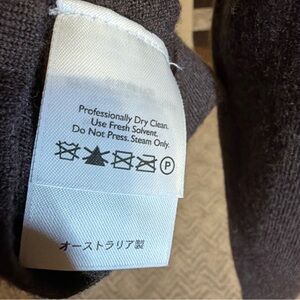 Professionally Dry Clean.
Use Fresh Solvent.
Do Not Press. Steam Only.
P
オーストラリア製